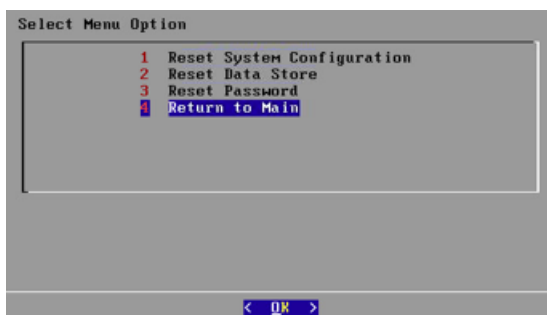 Select Menu Option
1 Reset System Configuration
2 Reset Data Store
3 Reset Password
4 Return to Main
< OK >